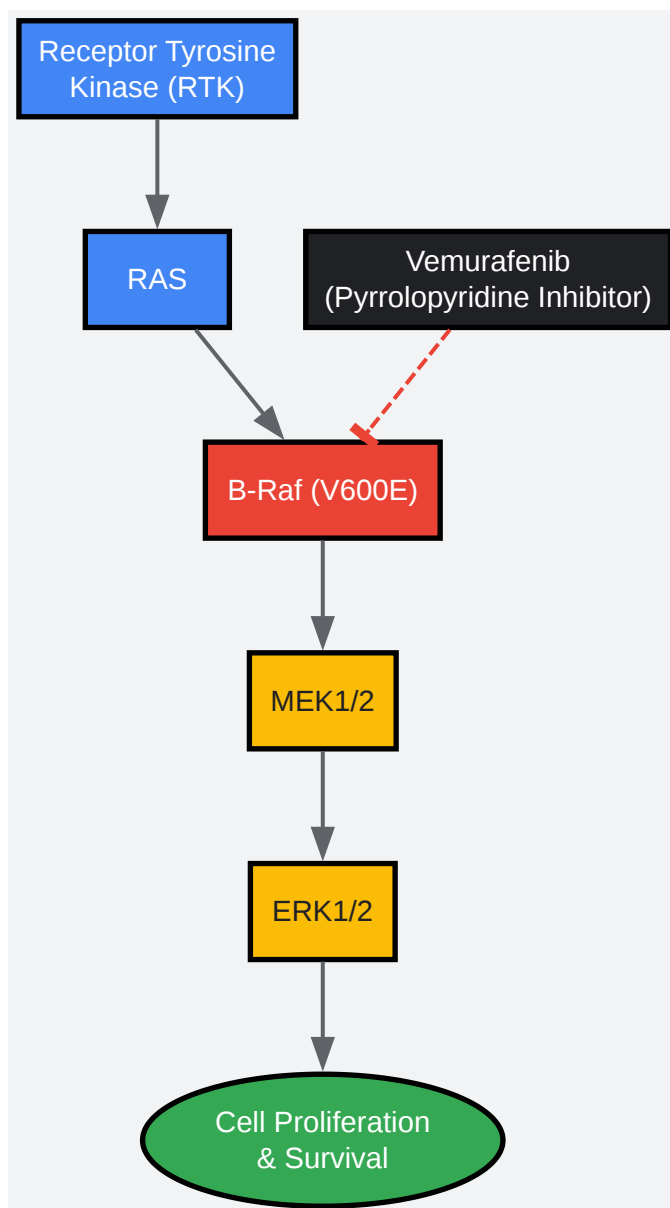 Receptor Tyrosine
Kinase (RTK)
RAS
Vemurafenib
(Pyrrolopyridine Inhibitor)
B-Raf (V600E)
MEK1/2
ERK1/2
Cell Proliferation
& Survival